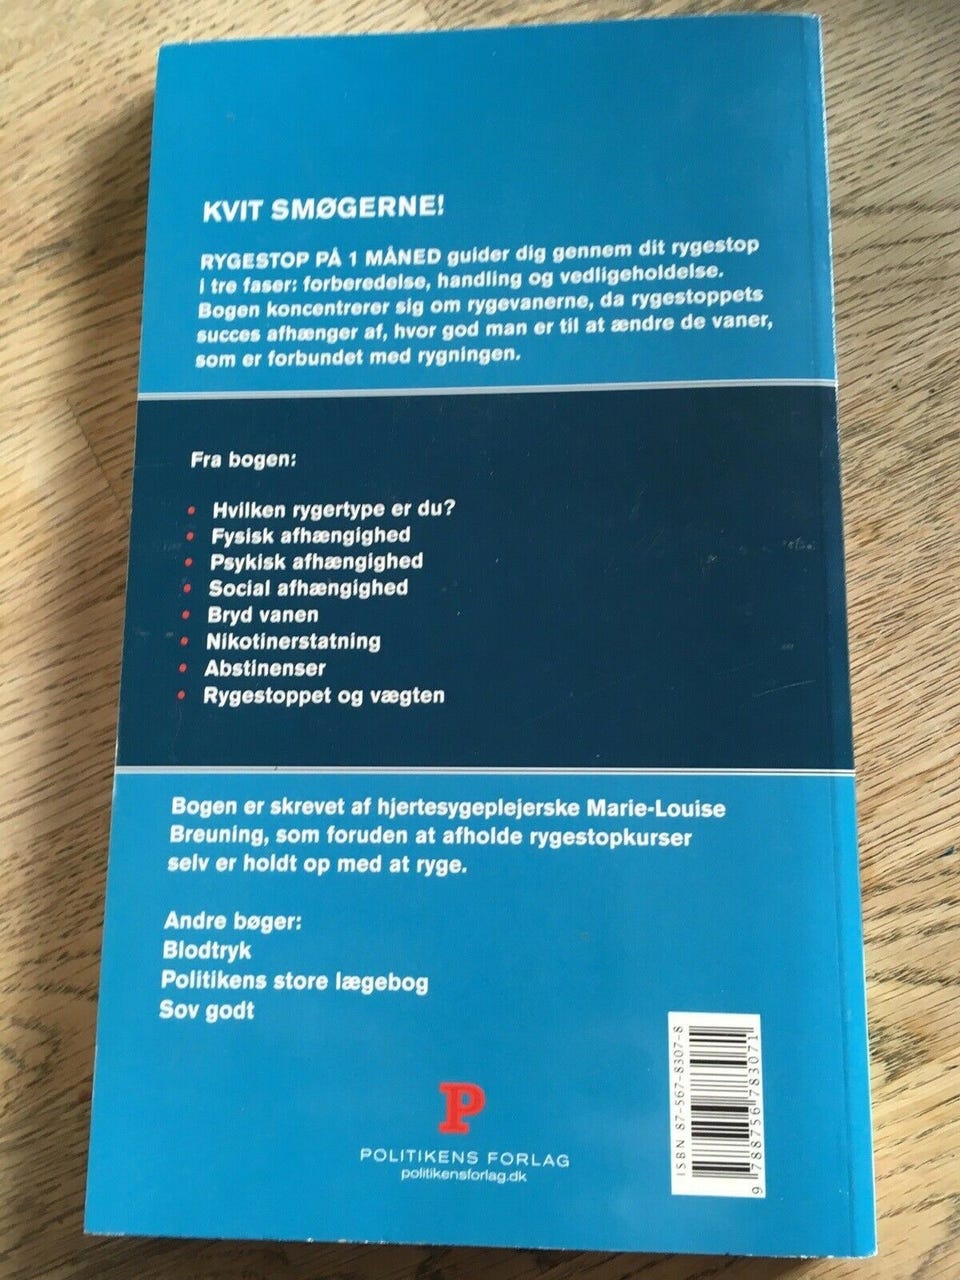 KVIT SMØGERNE!
RYGESTOP PÅ 1 MÅNED guider dig gennem dit rygestop
i tre faser: forberedelse, handling og vedligeholdelse.
Bogen koncentrerer sig om rygevanerne, da rygestoppets
succes afhænger af, hvor god man er til at ændre de vaner,
som er forbundet med rygningen.
Fra bogen:
• Hvilken rygertype er du?
• Fysisk afhængighed
• Psykisk afhængighed
• Social afhængighed
• Bryd vanen
• Nikotinerstatning
• Abstinenser
• Rygestoppet og vægten
Bogen er skrevet af hjertesygeplejerske Marie-Louise
Breuning, som foruden at afholde rygestopkurser
selv er holdt op med at ryge.
Andre bøger:
Blodtryk
Politikens store lægebog
Sov godt
P
POLITIKENS FORLAG
politikensforlag.dk
ISBN 87-567-8307-8
9 788756 783071